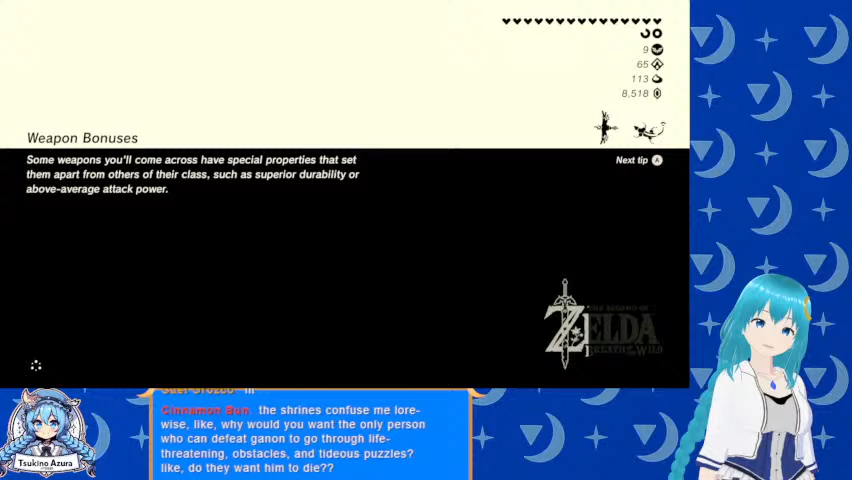 9
65
113
8,518
Weapon Bonuses
Some weapons you'll come across have special properties that set
them apart from others of their class, such as superior durability or
above-average attack power.
Next tip A
THE LEGEND OF
ZELDA
BREATH OF THE WILD
Cinnamon Bun: the shrines confuse me lore-
wise, like, why would you want the only person
who can defeat ganon to go through life-
threatening, obstacles, and tideous puzzles?
like, do they want him to die??
Tsukino Azura